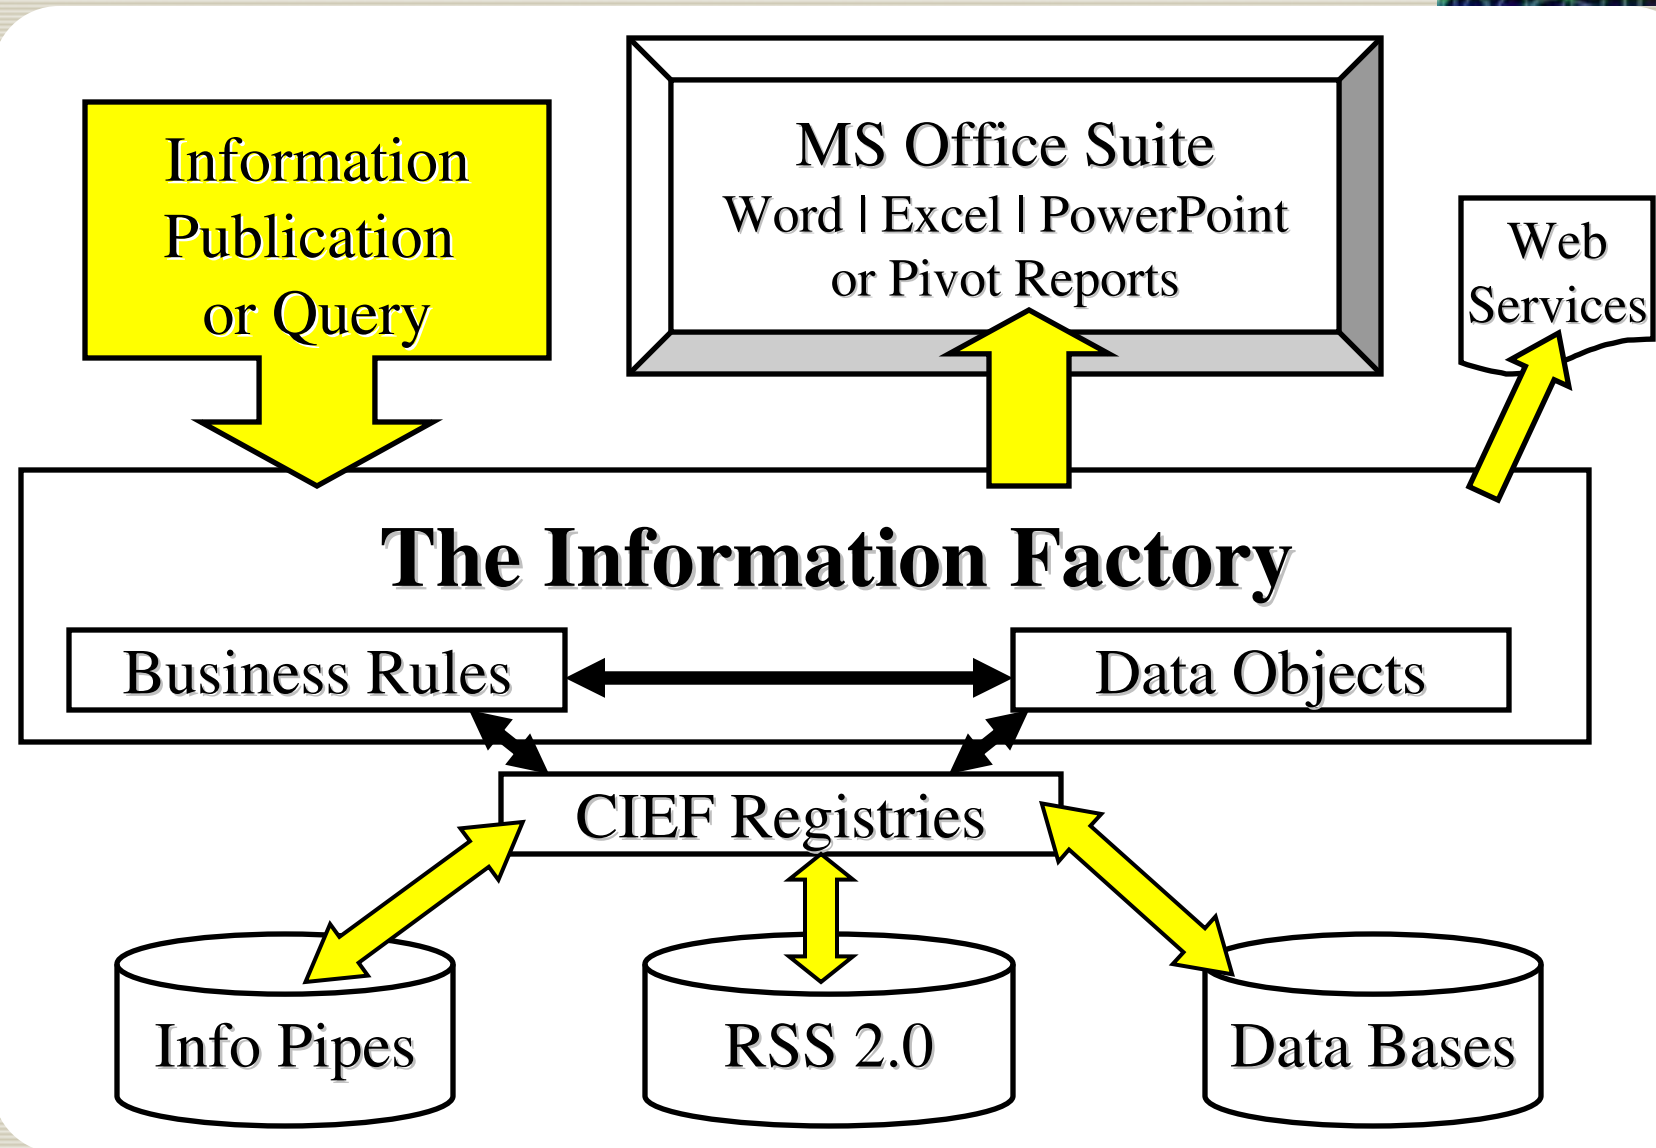 Information
Publication
or Query
MS Office Suite
Word | Excel | PowerPoint
or Pivot Reports
Web
Services
The Information Factory
Business Rules
Data Objects
CIEF Registries
Info Pipes
RSS 2.0
Data Bases